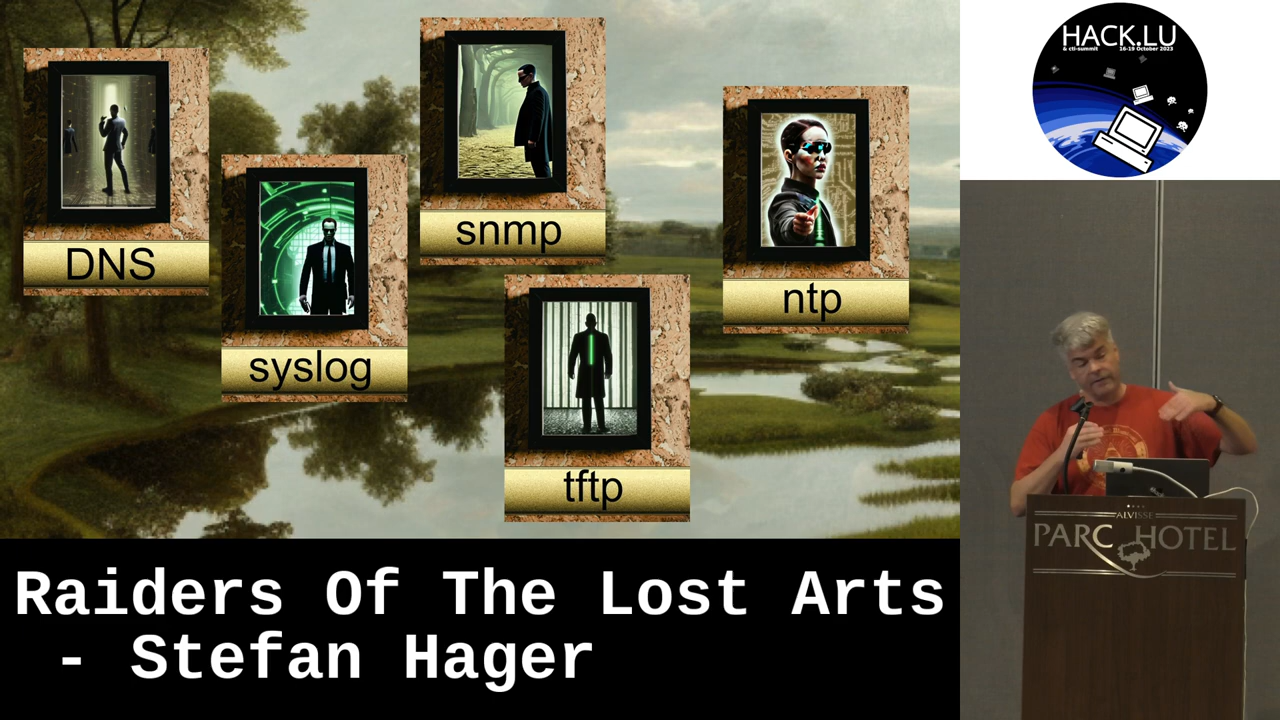 DNS
syslog
snmp
tftp
ntp
Raiders Of The Lost Arts
- Stefan Hager
HACK.LU
& cti-summit 16-19 October 2023
ALVISSE
PARC HOTEL